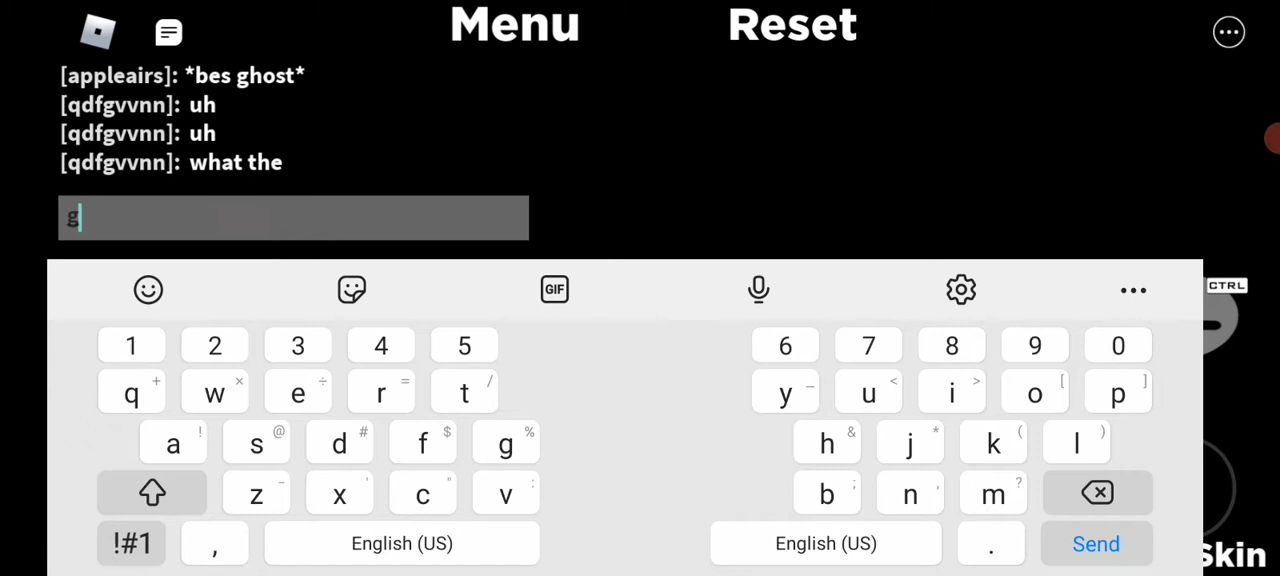 Menu Reset
[appleairs]: *bes ghost*
[qdfgvvnn]: uh
[qdfgvvnn]: uh
[qdfgvvnn]: what the
g
GIF
CTRL
1 2 3 4 5 6 7 8 9 0
q + w × e ÷ r = t / y _ u < i > o [ p ]
a ! s @ d # f $ g % h & j * k ( l )
z - x ' c " v : b ; n , m ?
!#1 , English (US) English (US) . Send
Skin